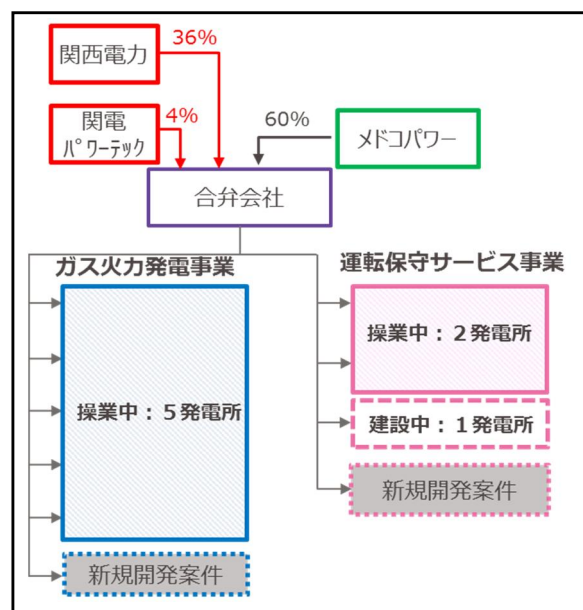 関西電力
36%
関電
ﾊﾟﾜｰﾃｯｸ
4%
60%
メドコパワー
合弁会社
ガス火力発電事業
操業中：５発電所
新規開発案件
運転保守サービス事業
操業中：２発電所
建設中：１発電所
新規開発案件